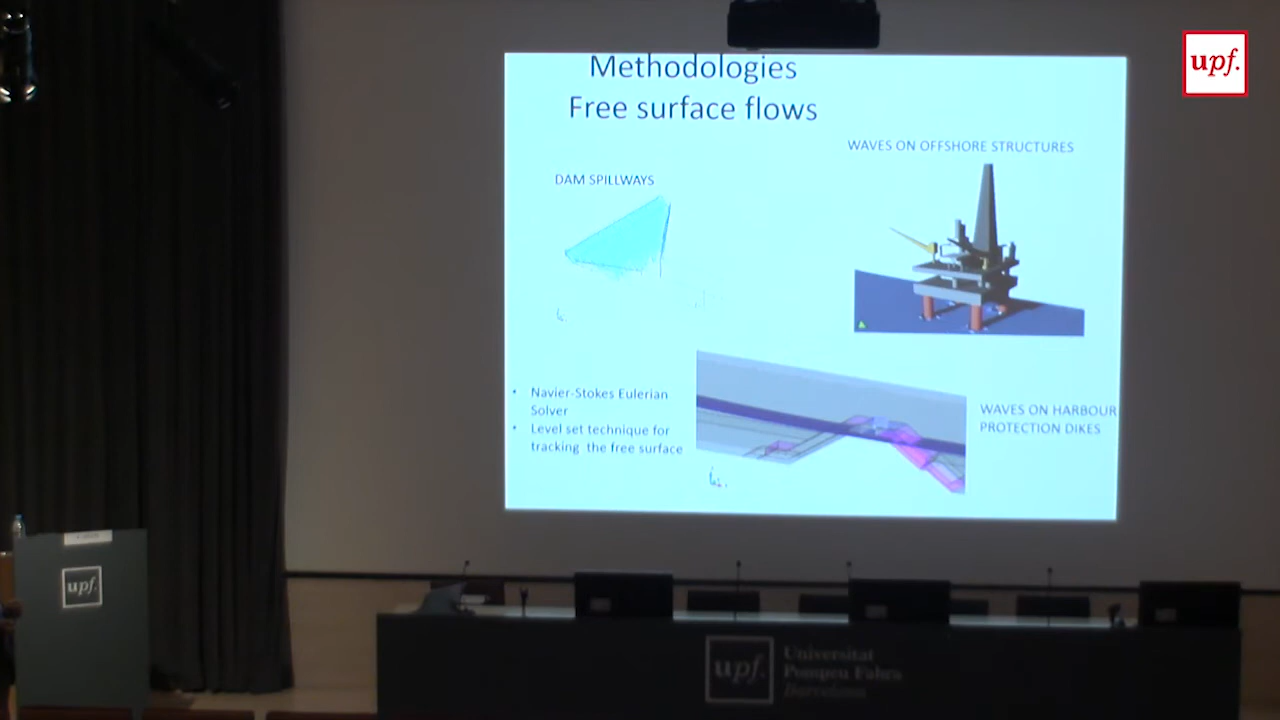 upf.
Methodologies
Free surface flows
WAVES ON OFFSHORE STRUCTURES
DAM SPILLWAYS
• Navier-Stokes Eulerian
Solver
• Level set technique for
tracking the free surface
WAVES ON HARBOUR
PROTECTION DIKES
upf.
upf.
Universitat
Pompeu Fabra
Barcelona